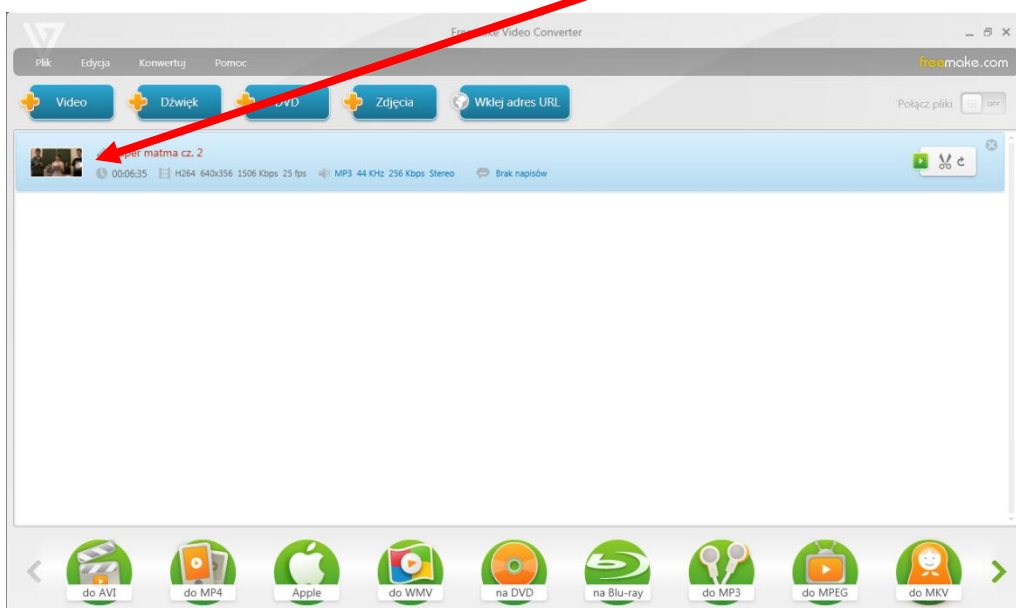 Freemake Video Converter
Plik Edycja Konwertuj Pomoc
freemake.com
Video Dźwięk DVD Zdjęcia Wklej adres URL
Połącz pliki OFF
matma cz. 2
00:06:35 H264 640x356 1506 Kbps 25 fps MP3 44 KHz 256 Kbps Stereo Brak napisów
do AVI do MP4 Apple do WMV na DVD na Blu-ray do MP3 do MPEG do MKV